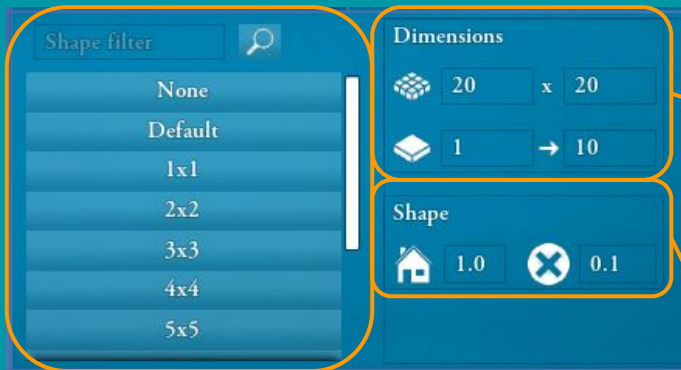 Shape filter
None
Default
1x1
2x2
3x3
4x4
5x5
Dimensions
20 x 20
1 → 10
Shape
1.0 0.1